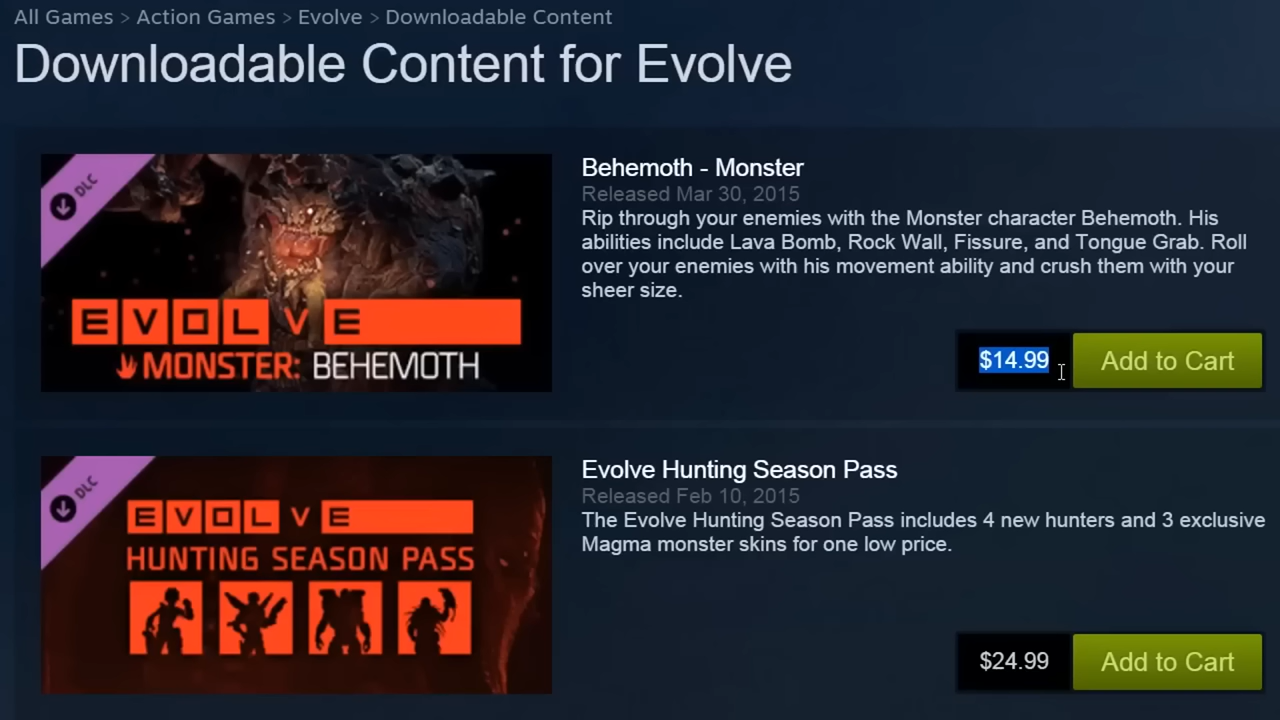 All Games > Action Games > Evolve > Downloadable Content
Downloadable Content for Evolve
DLC
EVOLVE
MONSTER: BEHEMOTH
Behemoth - Monster
Released Mar 30, 2015
Rip through your enemies with the Monster character Behemoth. His
abilities include Lava Bomb, Rock Wall, Fissure, and Tongue Grab. Roll
over your enemies with his movement ability and crush them with your
sheer size.
$14.99
Add to Cart
DLC
EVOLVE
HUNTING SEASON PASS
Evolve Hunting Season Pass
Released Feb 10, 2015
The Evolve Hunting Season Pass includes 4 new hunters and 3 exclusive
Magma monster skins for one low price.
$24.99
Add to Cart